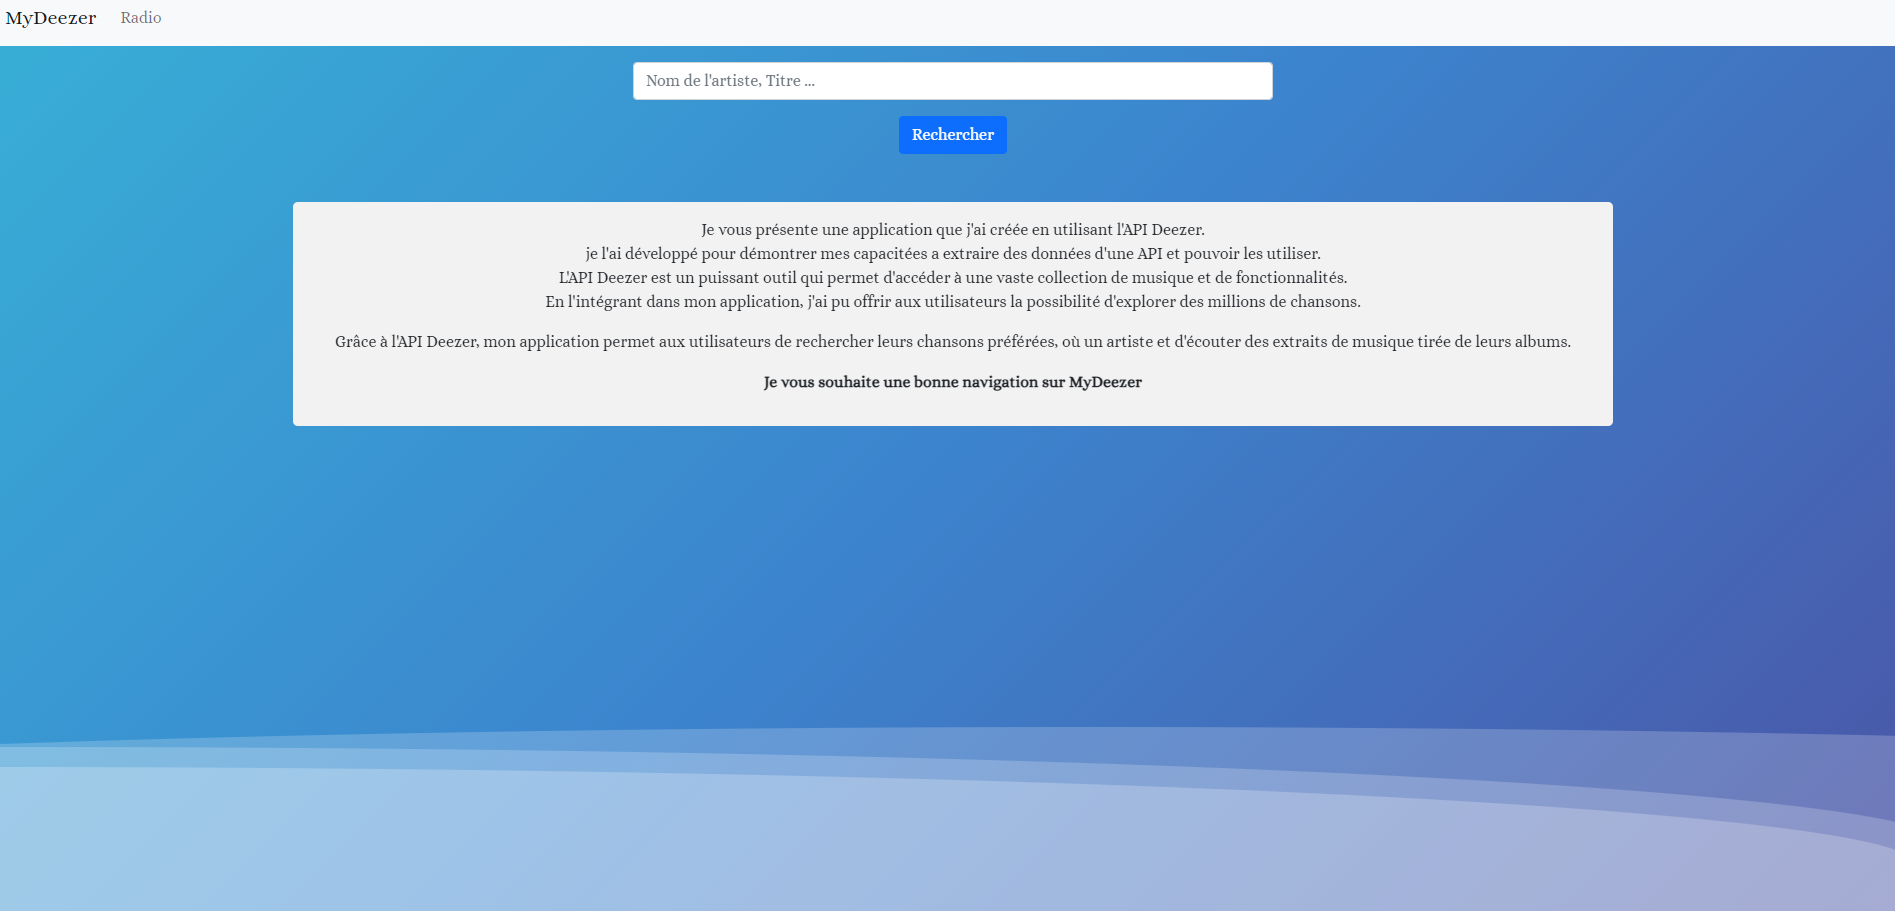 MyDeezer Radio
Nom de l'artiste, Titre ...
Rechercher
Je vous présente une application que j'ai créée en utilisant l'API Deezer.
je l'ai développé pour démontrer mes capacitées a extraire des données d'une API et pouvoir les utiliser.
L'API Deezer est un puissant outil qui permet d'accéder à une vaste collection de musique et de fonctionnalités.
En l'intégrant dans mon application, j'ai pu offrir aux utilisateurs la possibilité d'explorer des millions de chansons.
Grâce à l'API Deezer, mon application permet aux utilisateurs de rechercher leurs chansons préférées, où un artiste et d'écouter des extraits de musique tirée de leurs albums.
Je vous souhaite une bonne navigation sur MyDeezer